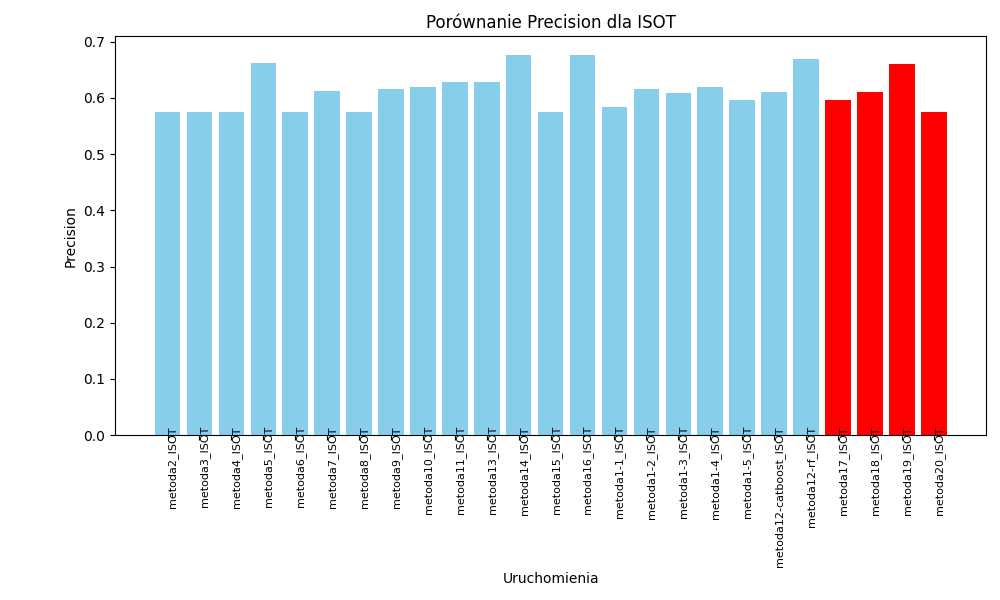 Porównanie Precision dla ISOT
Precision
0.7
0.6
0.5
0.4
0.3
0.2
0.1
0.0
metoda2_ISOT
metoda3_ISOT
metoda4_ISOT
metoda5_ISOT
metoda6_ISOT
metoda7_ISOT
metoda8_ISOT
metoda9_ISOT
metoda10_ISOT
metoda11_ISOT
metoda13_ISOT
metoda14_ISOT
metoda15_ISOT
metoda16_ISOT
metoda1-1_ISOT
metoda1-2_ISOT
metoda1-3_ISOT
metoda1-4_ISOT
metoda1-5_ISOT
metoda12-catboost_ISOT
metoda12-rf_ISOT
metoda17_ISOT
metoda18_ISOT
metoda19_ISOT
metoda20_ISOT
Uruchomienia